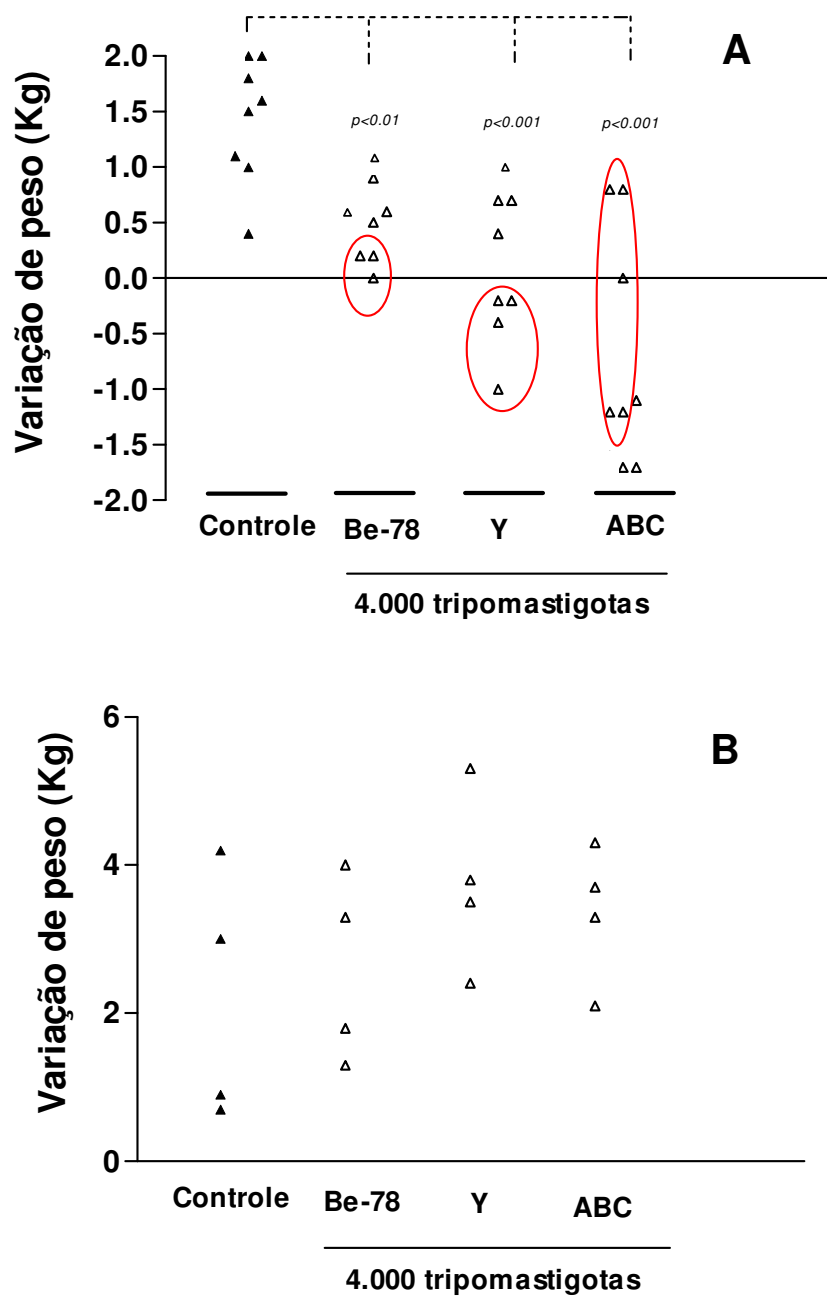 A
Variação de peso (Kg)
2.0
1.5
1.0
0.5
0.0
-0.5
-1.0
-1.5
-2.0
p<0.01
p<0.001
p<0.001
Controle
Be-78
Y
ABC
4.000 tripomastigotas
B
Variação de peso (Kg)
6
4
2
0
Controle
Be-78
Y
ABC
4.000 tripomastigotas